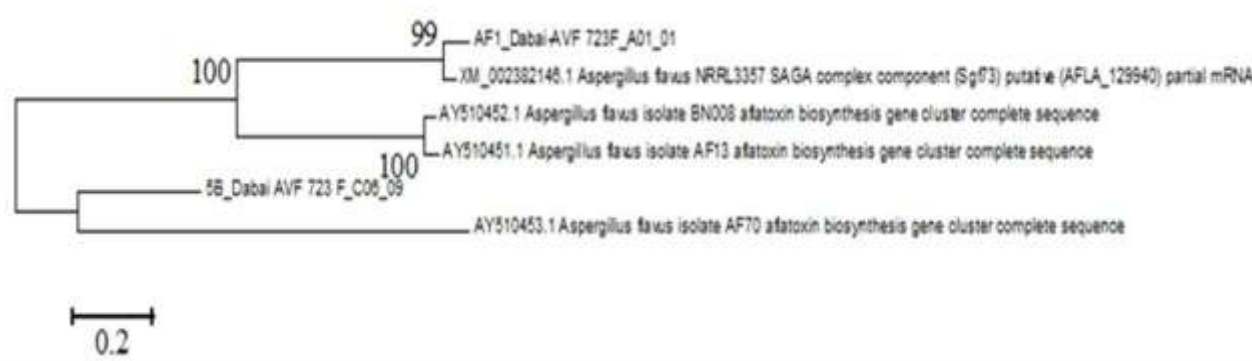 99
AF1_Dabai-AVF 723F_A01_01
100
XM_002382146.1 Aspergillus flavus NRRL3357 SAGA complex component (Sgf73) putative (AFLA_129940) partial mRNA
AY510452.1 Aspergillus flavus isolate BN008 aflatoxin biosynthesis gene cluster complete sequence
AY510451.1 Aspergillus flavus isolate AF13 aflatoxin biosynthesis gene cluster complete sequence
100
5B_Dabai AVF 723 F_C06_09
AY510453.1 Aspergillus flavus isolate AF70 aflatoxin biosynthesis gene cluster complete sequence
0.2